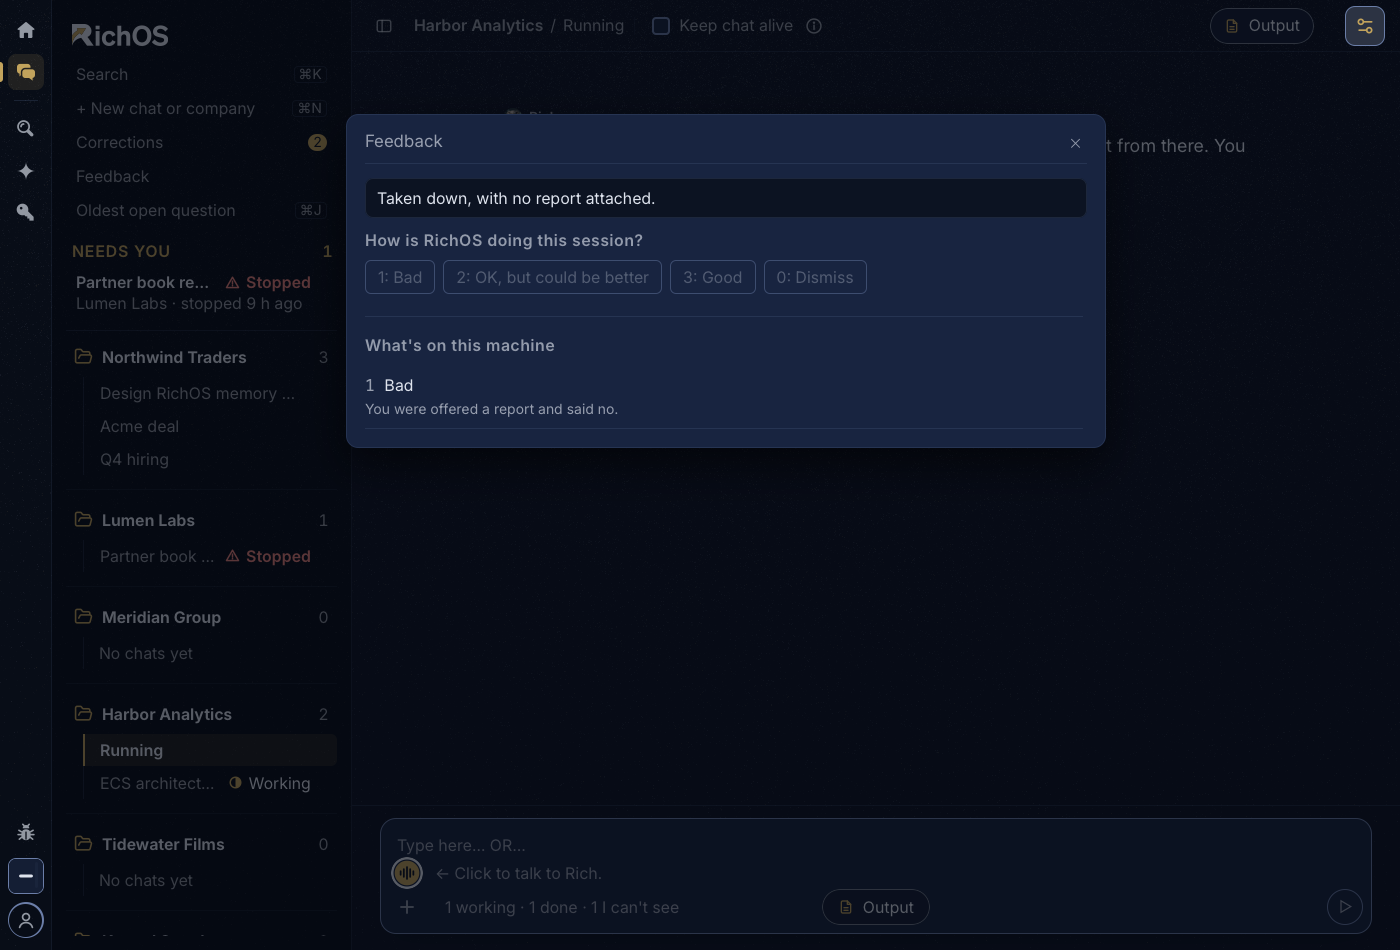 RichOS
Search ⌘K
+ New chat or company ⌘N
Corrections 2
Feedback
Oldest open question ⌘J
NEEDS YOU 1
Partner book re... Stopped
Lumen Labs · stopped 9 h ago
Northwind Traders 3
Design RichOS memory ...
Acme deal
Q4 hiring
Lumen Labs 1
Partner book ... Stopped
Meridian Group 0
No chats yet
Harbor Analytics 2
Running
ECS architect... Working
Tidewater Films 0
No chats yet
Harbor Analytics / Running Keep chat alive Output
t from there. You
Feedback
Taken down, with no report attached.
How is RichOS doing this session?
1: Bad 2: OK, but could be better 3: Good 0: Dismiss
What's on this machine
1 Bad
You were offered a report and said no.
Type here... OR...
← Click to talk to Rich.
1 working · 1 done · 1 I can't see Output